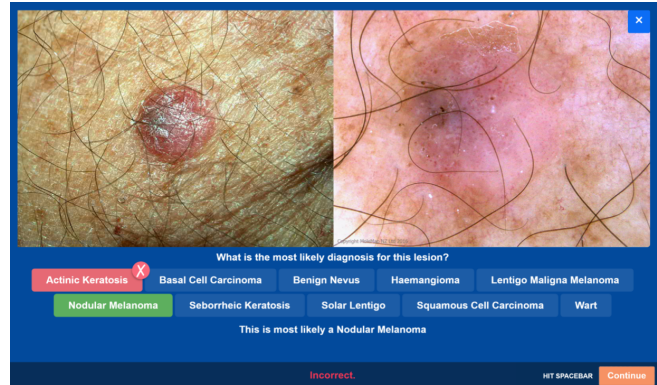 ×
What is the most likely diagnosis for this lesion?
Actinic Keratosis X Basal Cell Carcinoma Benign Nevus Haemangioma Lentigo Maligna Melanoma
Nodular Melanoma Seborrheic Keratosis Solar Lentigo Squamous Cell Carcinoma Wart
This is most likely a Nodular Melanoma
Incorrect. HIT SPACEBAR Continue